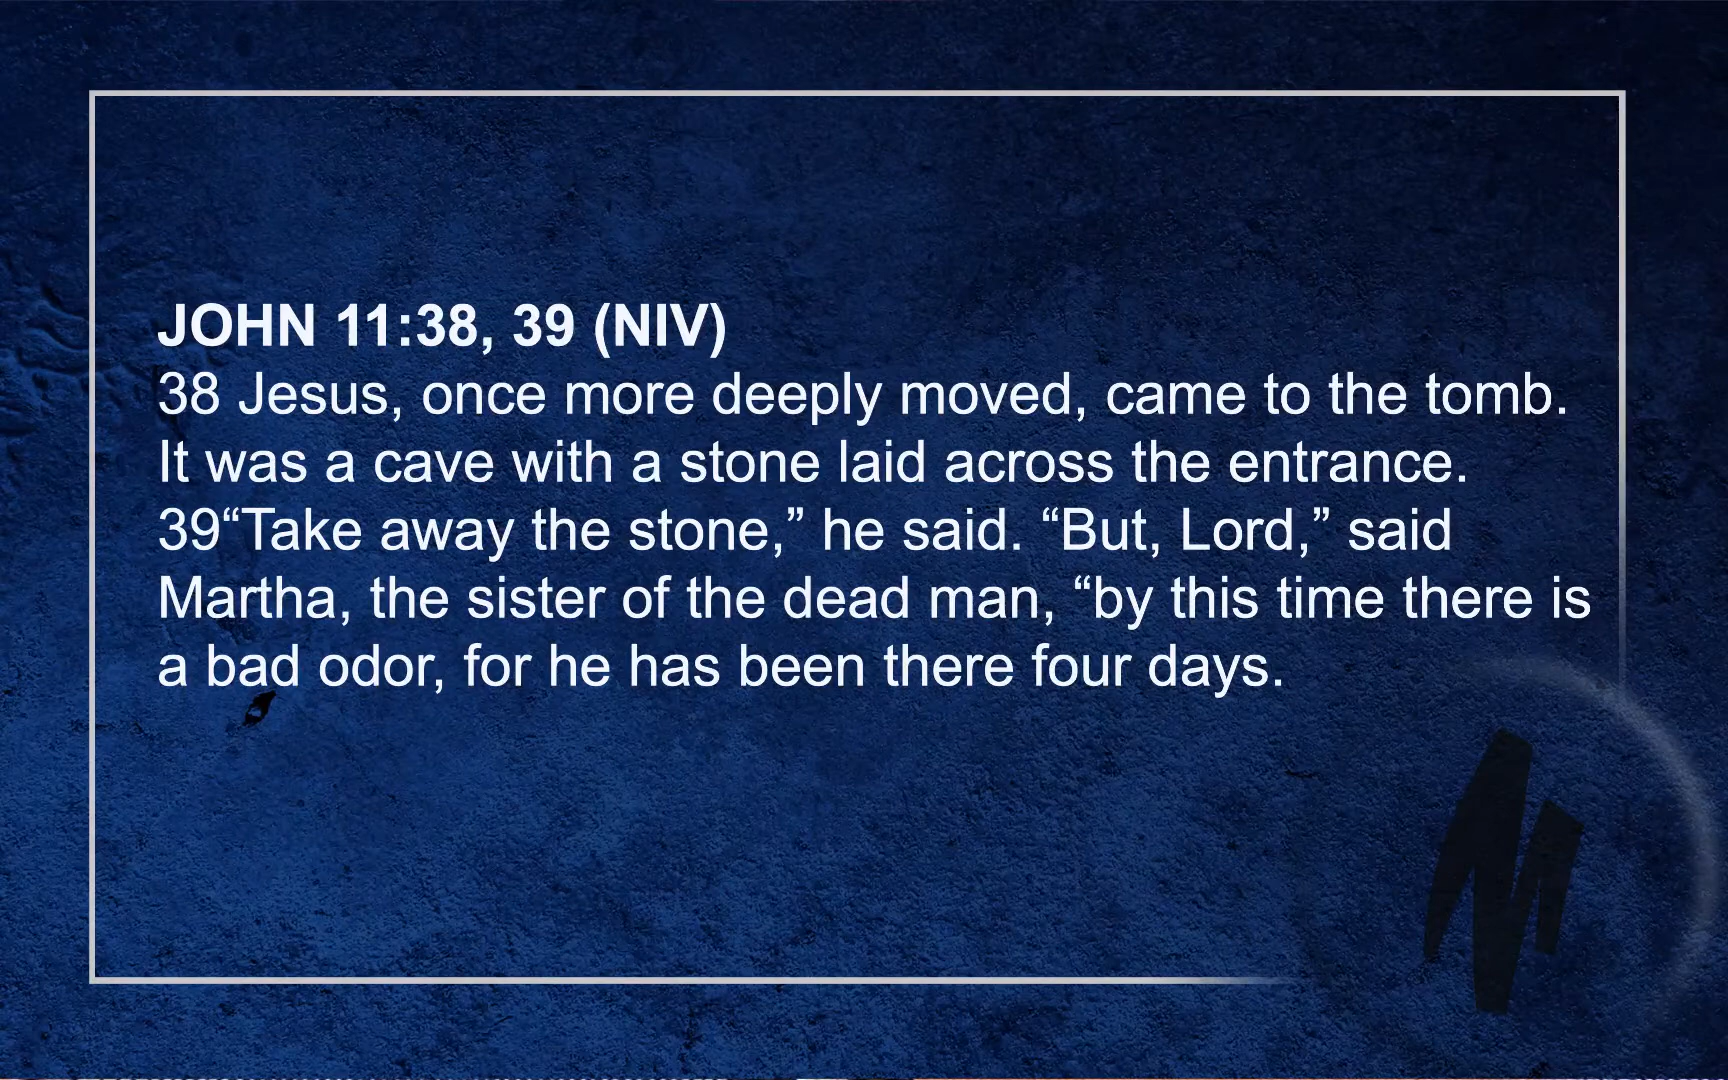 JOHN 11:38, 39 (NIV)
38 Jesus, once more deeply moved, came to the tomb.
It was a cave with a stone laid across the entrance.
39“Take away the stone,” he said. “But, Lord,” said
Martha, the sister of the dead man, “by this time there is
a bad odor, for he has been there four days.